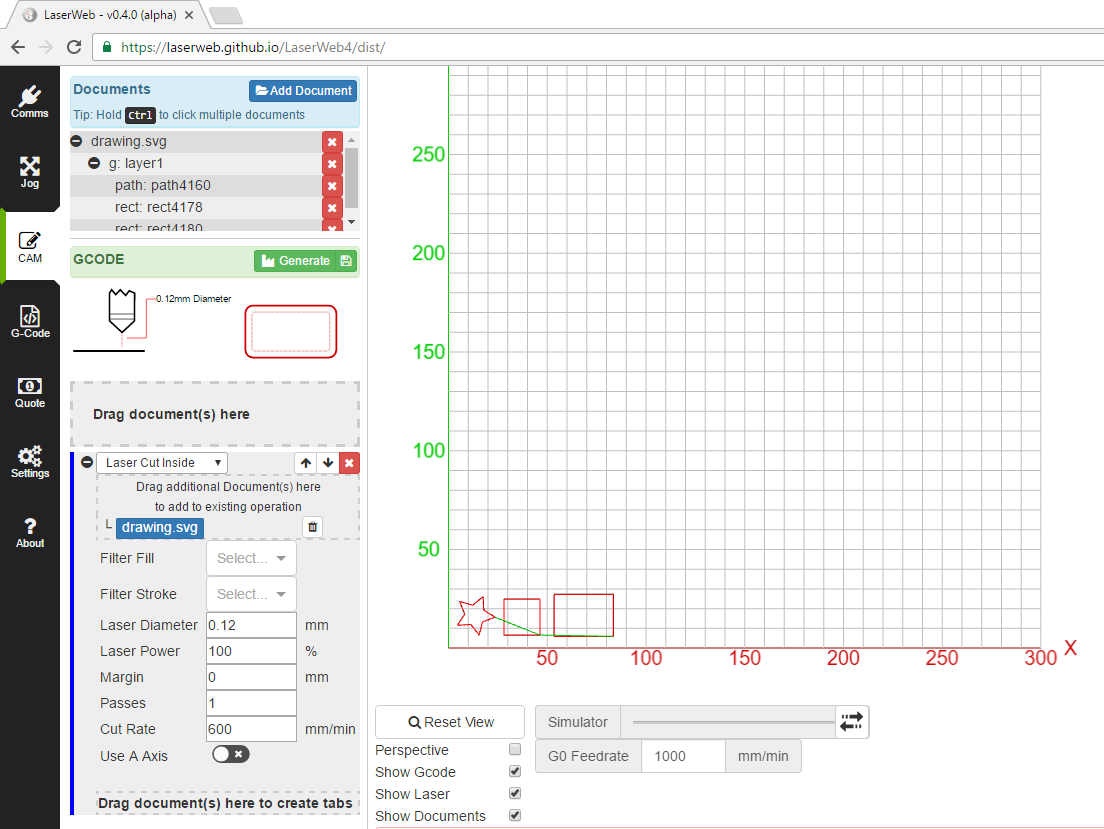 LaserWeb - v0.4.0 (alpha)
https://laserweb.github.io/LaserWeb4/dist/
Comms
Jog
CAM
G-Code
Quote
Settings
? About
Documents Add Document
Tip: Hold Ctrl to click multiple documents
drawing.svg
g: layer1
path: path4160
rect: rect4178
rect: rect4180
GCODE Generate
0.12mm Diameter
Drag document(s) here
Laser Cut Inside
Drag additional Document(s) here
to add to existing operation
drawing.svg
Filter Fill Select...
Filter Stroke Select...
Laser Diameter 0.12 mm
Laser Power 100 %
Margin 0 mm
Passes 1
Cut Rate 600 mm/min
Use A Axis
Drag document(s) here to create tabs
250
200
150
100
50
50 100 150 200 250 300 X
Reset View Simulator
Perspective G0 Feedrate 1000 mm/min
Show Gcode
Show Laser
Show Documents